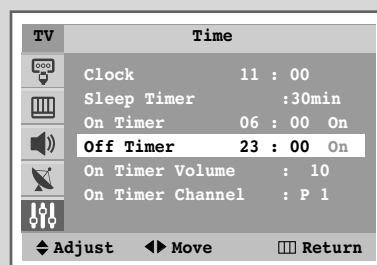 TV Time
Clock 11 : 00
Sleep Timer :30min
On Timer 06 : 00 On
Off Timer 23 : 00 On
On Timer Volume : 10
On Timer Channel : P 1
Adjust Move Return